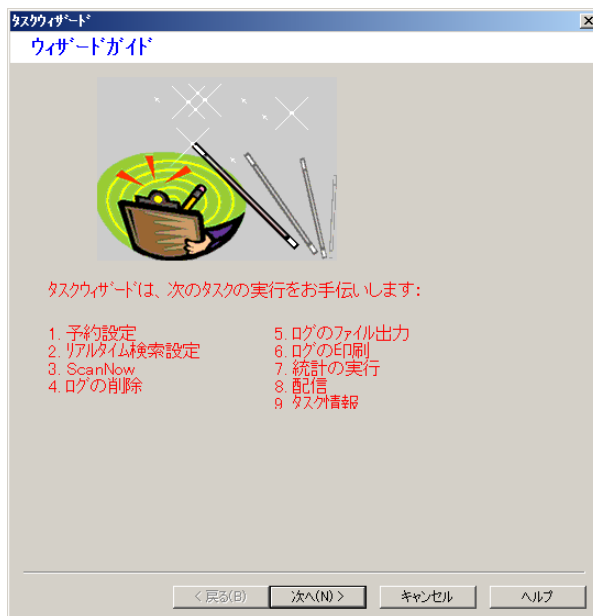 タスクウィザード
ウィザードガイド
タスクウィザードは、次のタスクの実行をお手伝いします:
1. 予約設定
2. リアルタイム検索設定
3. ScanNow
4. ログの削除
5. ログのファイル出力
6. ログの印刷
7. 統計の実行
8. 配信
9 タスク情報
< 戻る(B)
次へ(N) >
キャンセル
ヘルプ